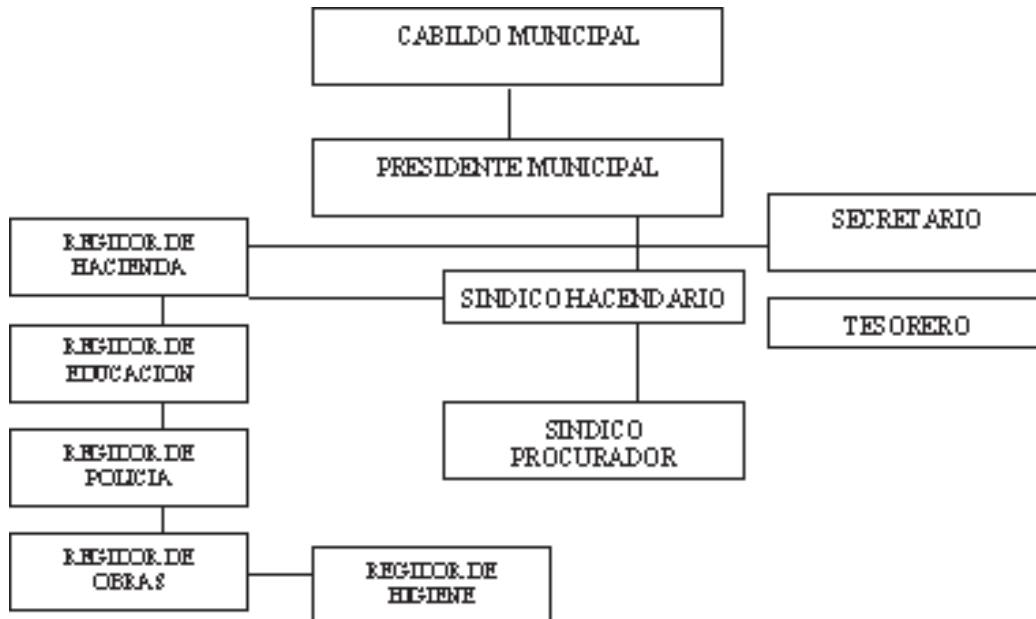 CABILDO MUNICIPAL
PRESIDENTE MUNICIPAL
SECRETARIO
REGIDOR DE
HACIENDA
SINDICO HACENDARIO
TESORERO
REGIDOR DE
EDUCACION
SINDICO
PROCURADOR
REGIDOR DE
POLICIA
REGIDOR DE
OBRAS
REGIDOR DE
HIGIENE